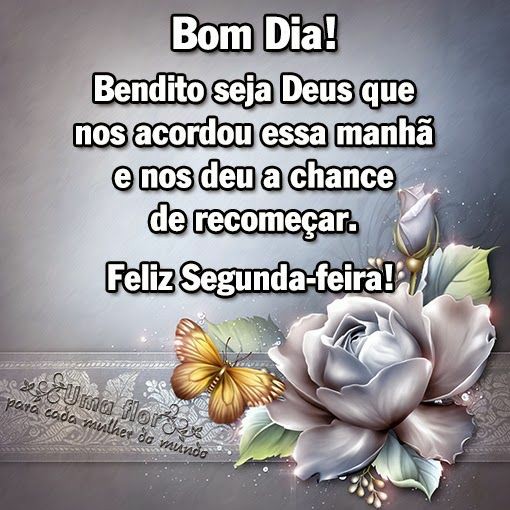 Bom Dia!
Bendito seja Deus que
nos acordou essa manhã
e nos deu a chance
de recomeçar.
Feliz Segunda-feira!
Uma flor
para cada mulher do mundo